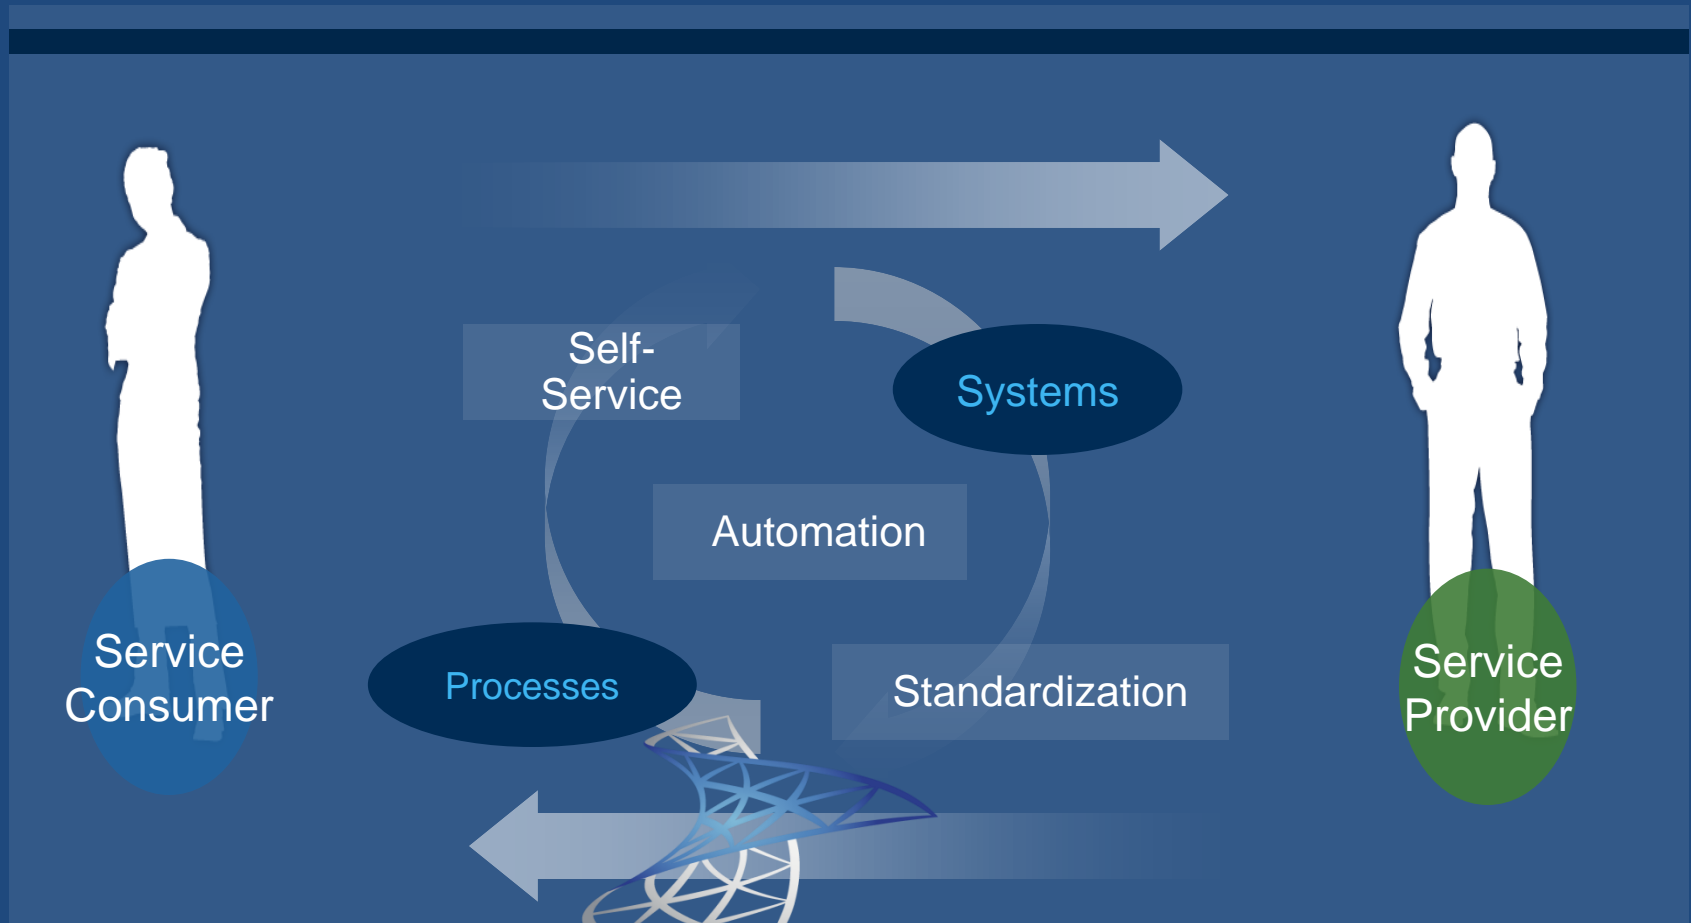 Self-
Service
Systems
Automation
Service
Consumer
Processes
Standardization
Service
Provider